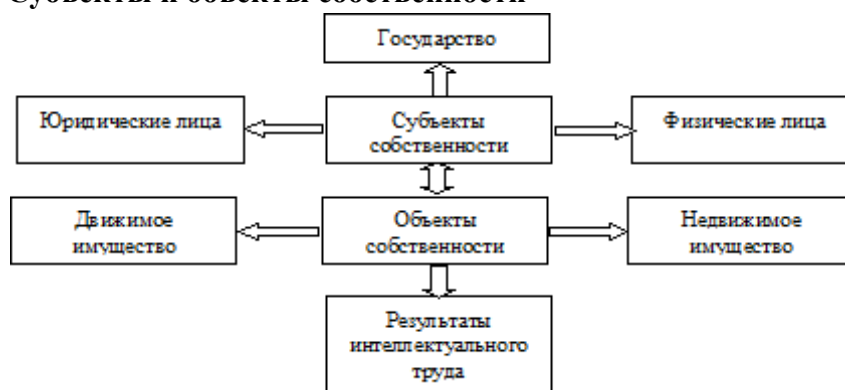 Субъекты и объекты собственности
Государство
Юридические лица
Субъекты
собственности
Физические лица
Движимое
имущество
Объекты
собственности
Недвижимое
имущество
Результаты
интеллектуального
труда